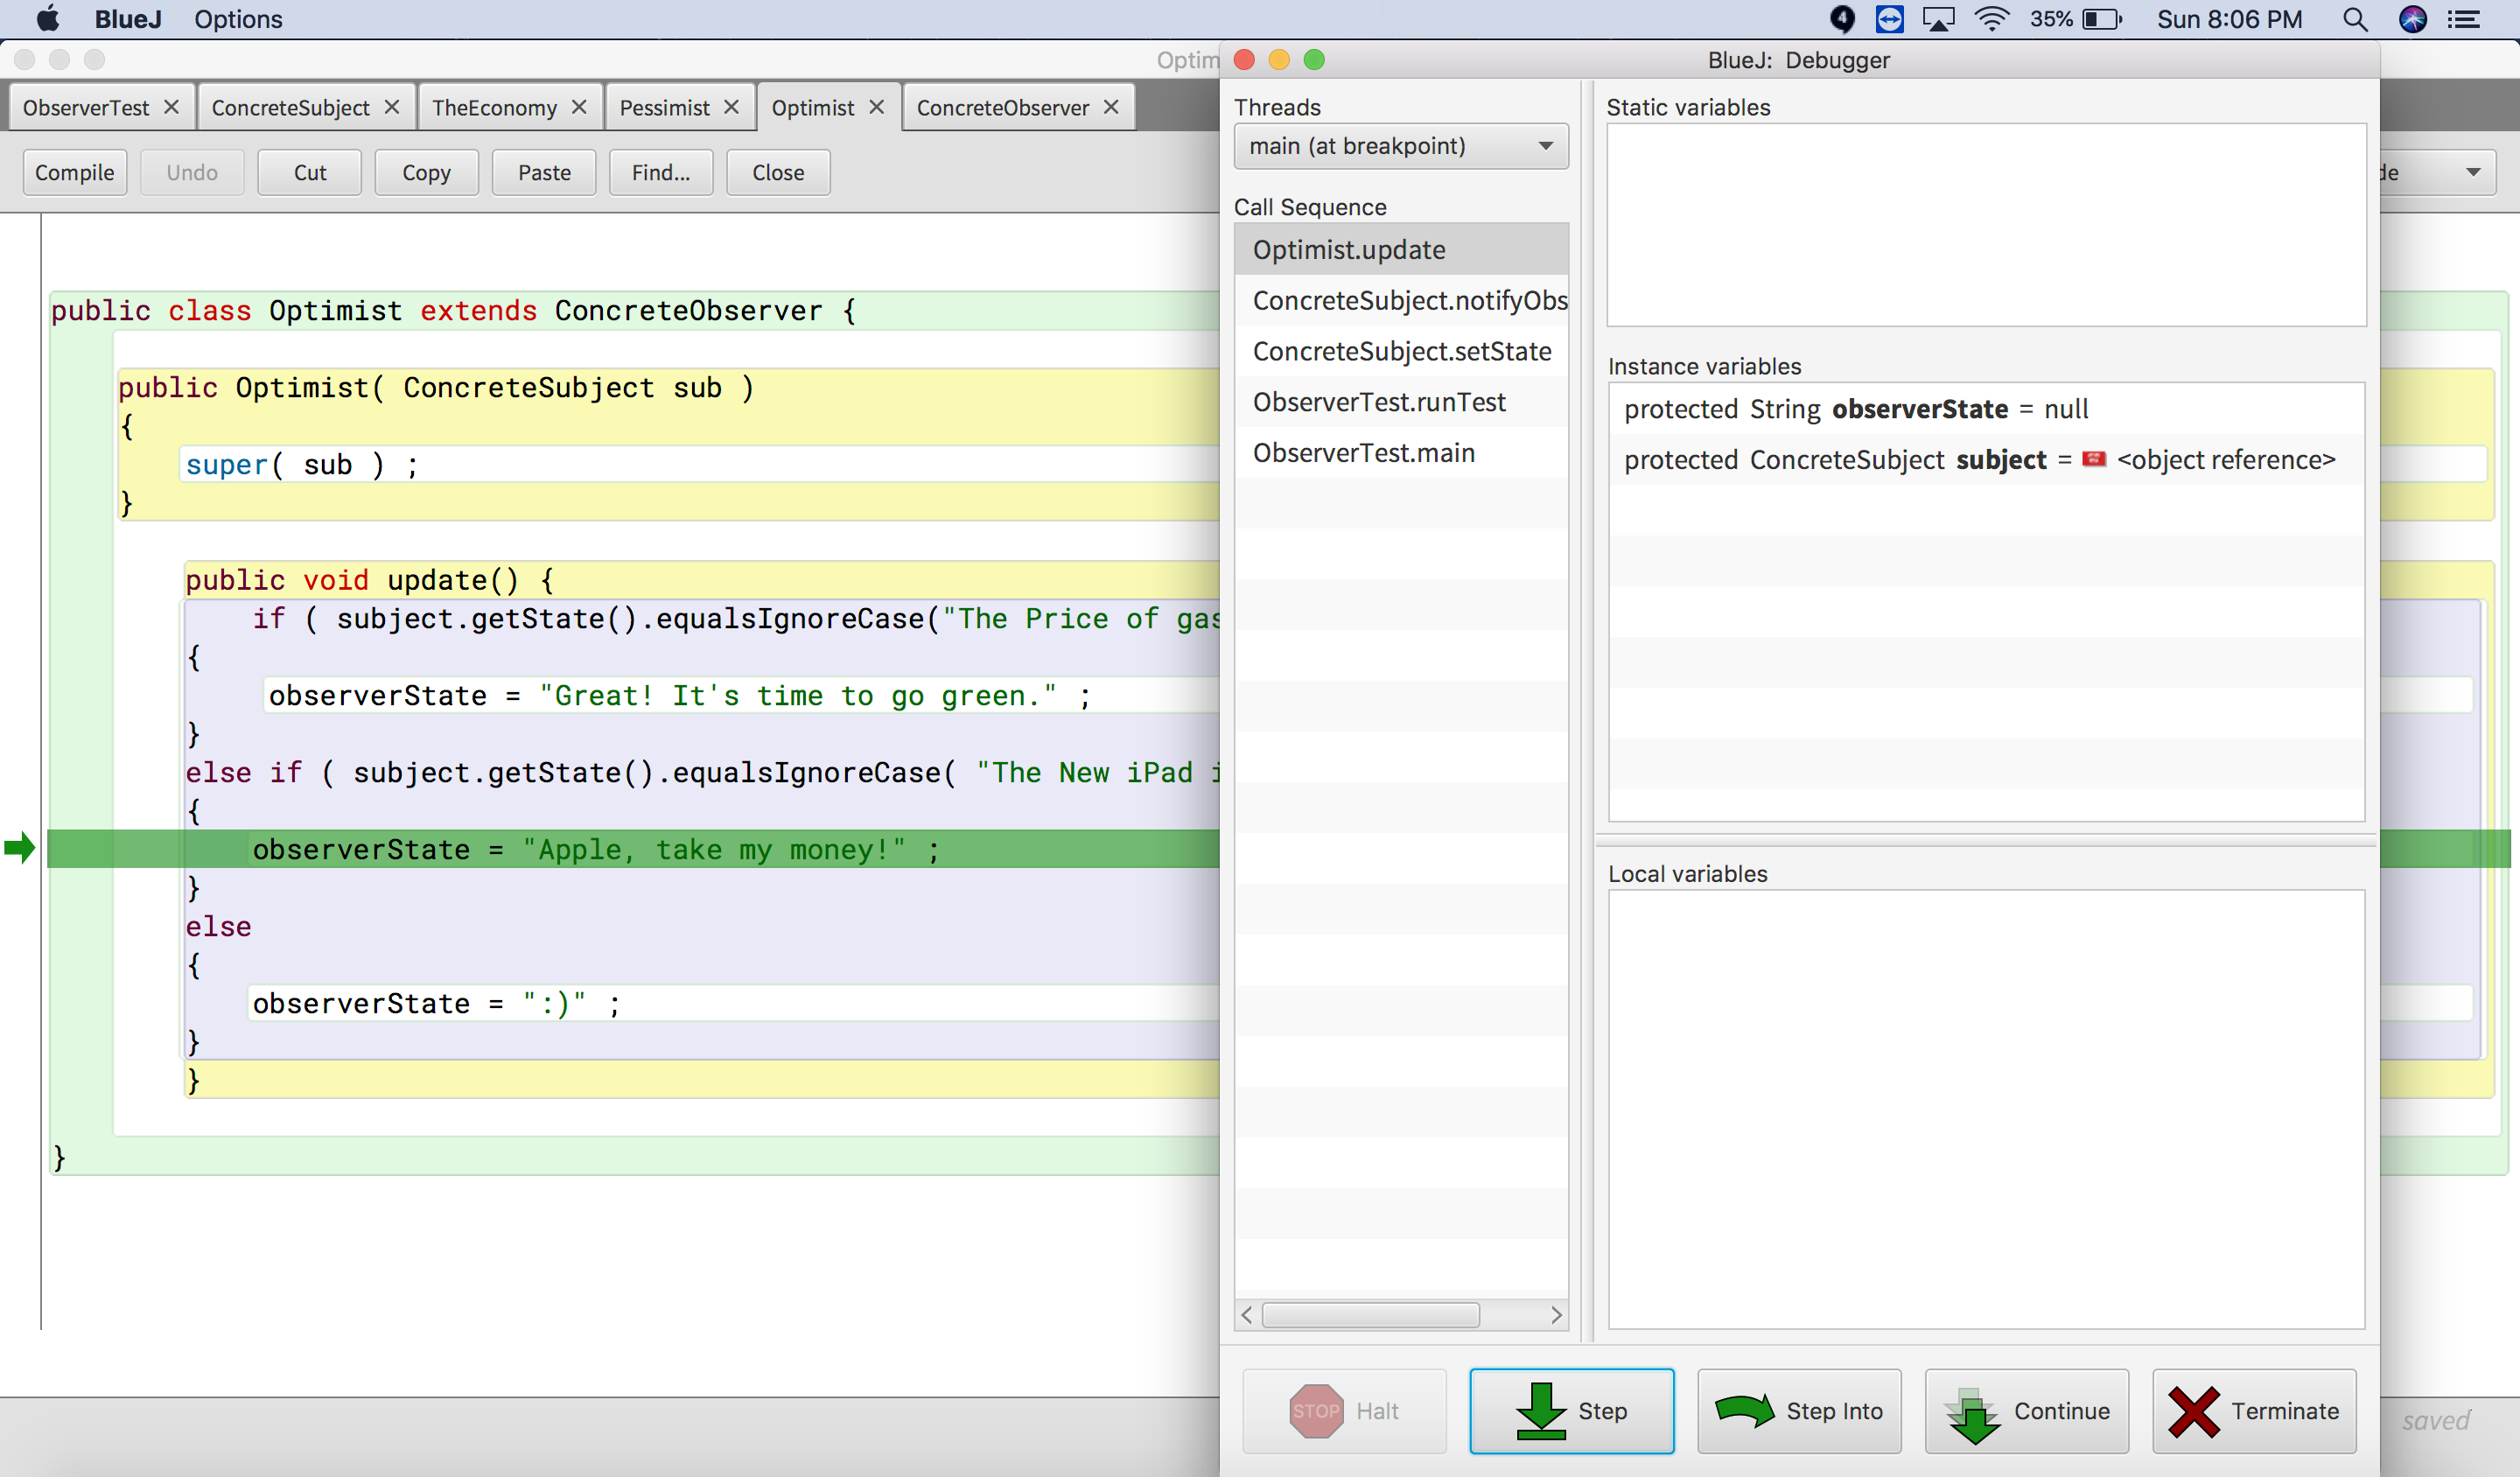 BlueJ Options 4 35% Sun 8:06 PM
Optim
BlueJ: Debugger
ObserverTest ConcreteSubject TheEconomy Pessimist Optimist ConcreteObserver
Compile Undo Cut Copy Paste Find... Close
public class Optimist extends ConcreteObserver {
public Optimist( ConcreteSubject sub )
{
super( sub ) ;
}
public void update() {
if ( subject.getState().equalsIgnoreCase("The Price of gas
{
observerState = "Great! It's time to go green." ;
}
else if ( subject.getState().equalsIgnoreCase( "The New iPad i
{
observerState = "Apple, take my money!" ;
}
else
{
observerState = ":)" ;
}
}
}
Threads
main (at breakpoint)
Call Sequence
Optimist.update
ConcreteSubject.notifyObs
ConcreteSubject.setState
ObserverTest.runTest
ObserverTest.main
Static variables
Instance variables
protected String observerState = null
protected ConcreteSubject subject = <object reference>
Local variables
STOP Halt Step Step Into Continue Terminate
de
saved